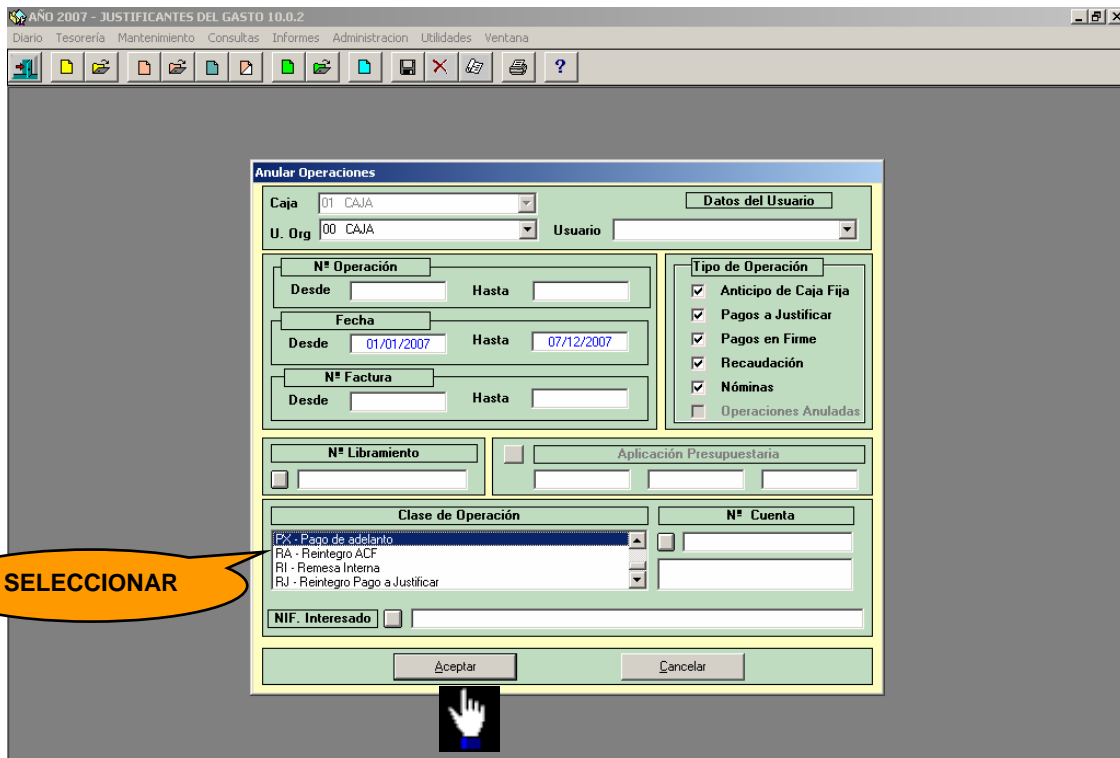 AÑO 2007 - JUSTIFICANTES DEL GASTO 10.0.2
Diario Tesorería Mantenimiento Consultas Informes Administracion Utilidades Ventana
?
Anular Operaciones
Caja 01 CAJA Datos del Usuario
U. Org 00 CAJA Usuario
Nº Operación
Desde Hasta
Fecha
Desde 01/01/2007 Hasta 07/12/2007
Nº Factura
Desde Hasta
Tipo de Operación
Anticipo de Caja Fija
Pagos a Justificar
Pagos en Firme
Recaudación
Nóminas
Operaciones Anuladas
Nº Libramiento
Aplicación Presupuestaria
Clase de Operación
PX - Pago de adelanto
RA - Reintegro ACF
RI - Remesa Interna
RJ - Reintegro Pago a Justificar
Nº Cuenta
SELECCIONAR
NIF. Interesado
Aceptar Cancelar